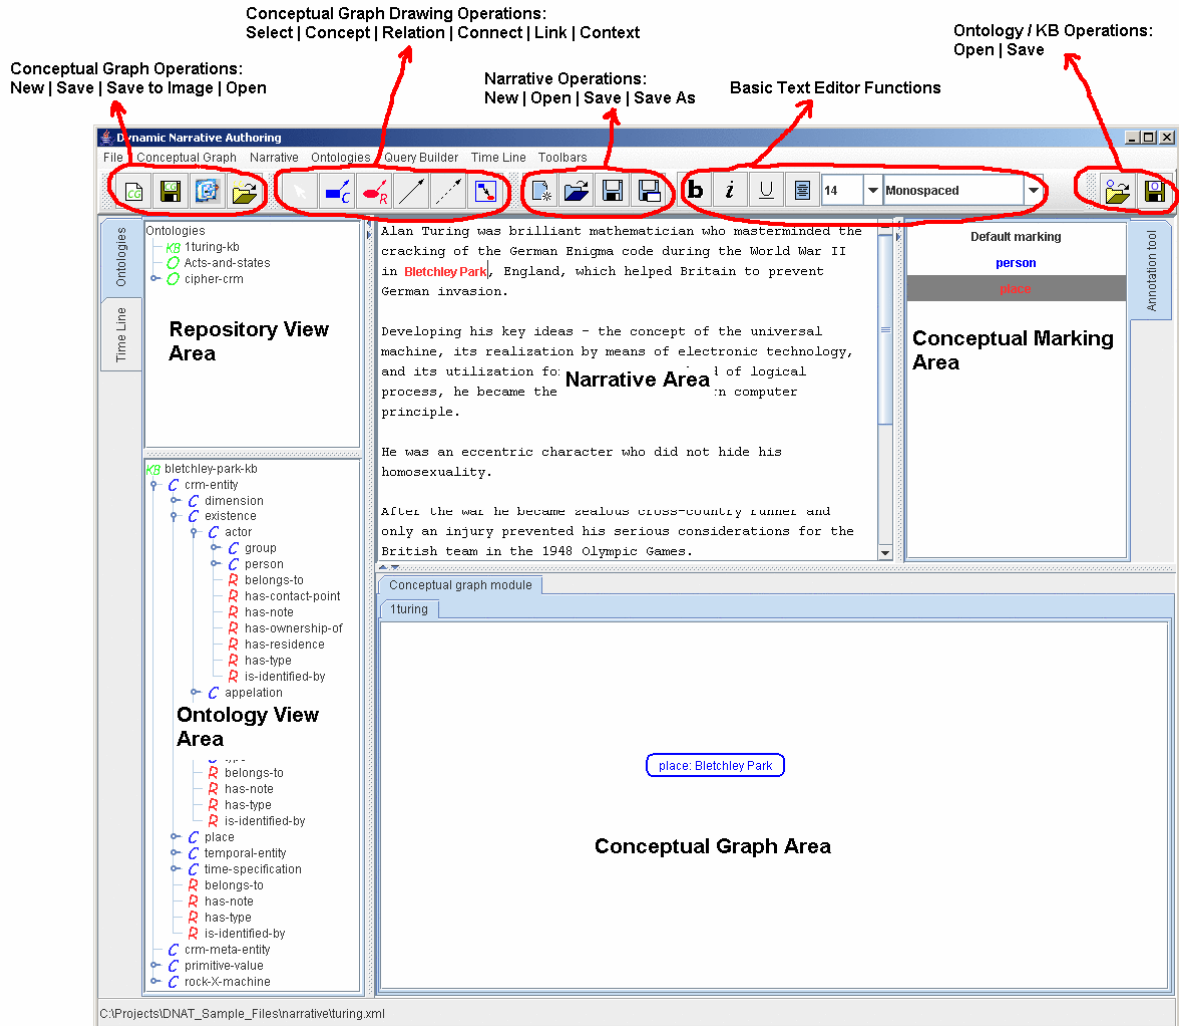 Conceptual Graph Drawing Operations:
Select | Concept | Relation | Connect | Link | Context
Ontology / KB Operations:
Open | Save
Conceptual Graph Operations:
New | Save | Save to Image | Open
Narrative Operations:
New | Open | Save | Save As
Basic Text Editor Functions
Dynamic Narrative Authoring
File Conceptual Graph Narrative Ontologies Query Builder Time Line Toolbars
CG CG C R b i U 14 Monospaced
Ontologies
Time Line
Ontologies
KB 1turing-kb
O Acts-and-states
O cipher-crm
Repository View
Area
Alan Turing was brilliant mathematician who masterminded the
cracking of the German Enigma code during the World War II
in Bletchley Park, England, which helped Britain to prevent
German invasion.
Developing his key ideas - the concept of the universal
machine, its realization by means of electronic technology,
and its utilization fo d of logical
process, he became the n computer
principle.
Narrative Area
He was an eccentric character who did not hide his
homosexuality.
After the war he became zealous cross-country runner and
only an injury prevented his serious considerations for the
British team in the 1948 Olympic Games.
Default marking
person
place
Annotation tool
Conceptual Marking
Area
KB bletchley-park-kb
C crm-entity
C dimension
C existence
C actor
C group
C person
R belongs-to
R has-contact-point
R has-note
R has-ownership-of
R has-residence
R has-type
R is-identified-by
C appelation
Ontology View
Area
R belongs-to
R has-note
R has-type
R is-identified-by
C place
C temporal-entity
C time-specification
R belongs-to
R has-note
R has-type
R is-identified-by
C crm-meta-entity
C primitive-value
C rock-X-machine
Conceptual graph module
1turing
place: Bletchley Park
Conceptual Graph Area
C:\Projects\DNAT_Sample_Files\narrative\turing.xml